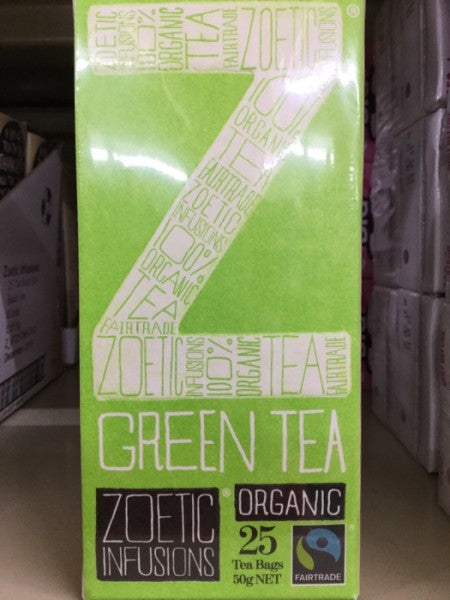 ZOETIC
INFUSIONS
100%
ORGANIC
TEA
FAIRTRADE
ZOETIC
®
100%
ORGANIC
TEA
FAIRTRADE
ZOETIC
INFUSIONS
100%
ORGANIC
TEA
FAIRTRADE
ZOETIC
INFUSIONS
100%
ORGANIC
TEA
FAIRTRADE
GREEN TEA
ZOETIC
INFUSIONS
®
ORGANIC
25
Tea Bags
50g NET
FAIRTRADE
Zoetic Infusions